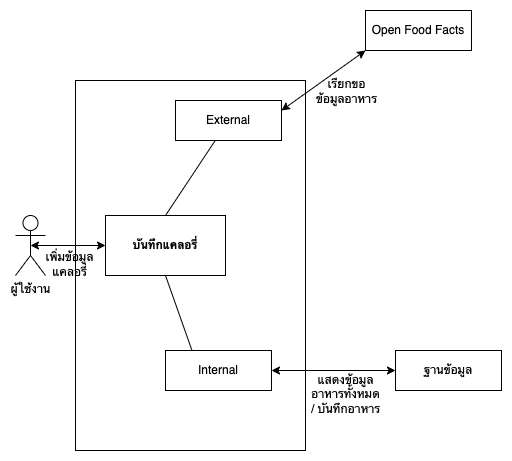 Open Food Facts
เรียกขอ
ข้อมูลอาหาร
External
บันทึกแคลอรี่
เพิ่มข้อมูล
แคลอรี่
ผู้ใช้งาน
Internal
แสดงข้อมูล
อาหารทั้งหมด
/ บันทึกอาหาร
ฐานข้อมูล